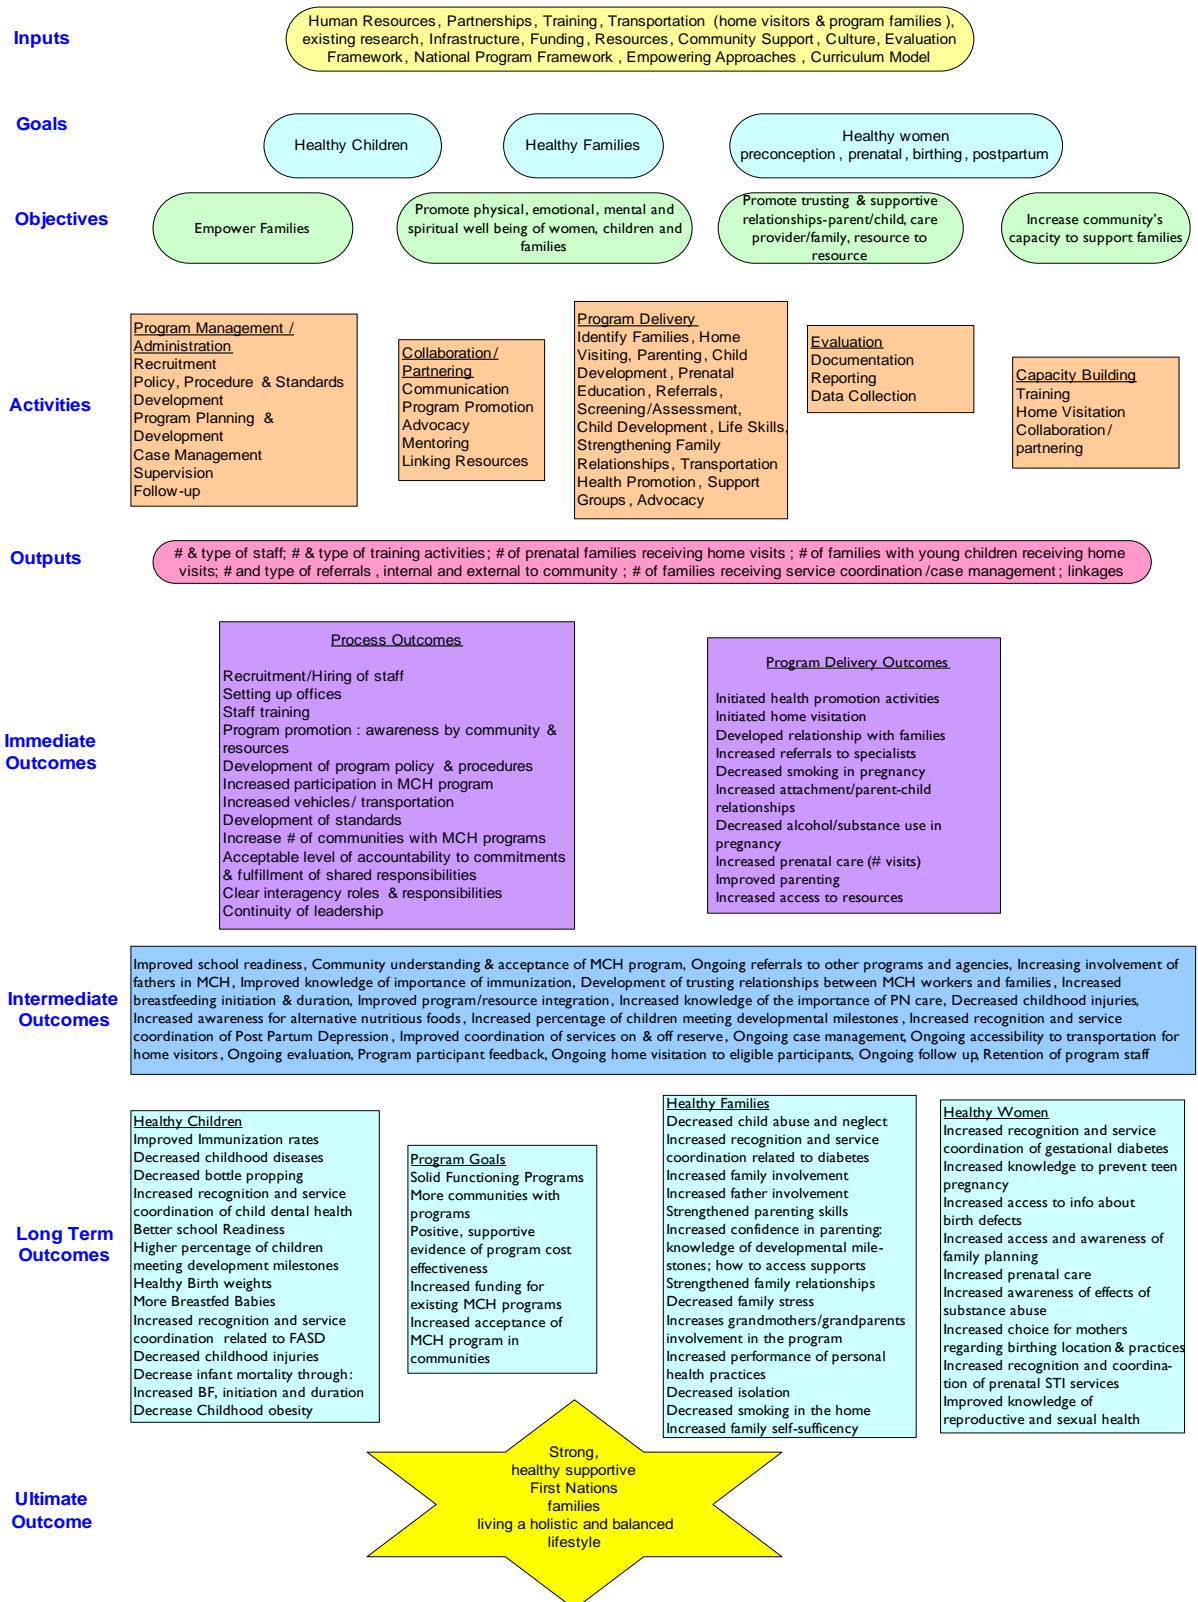 Inputs
Human Resources, Partnerships, Training, Transportation (home visitors & program families),
existing research, Infrastructure, Funding, Resources, Community Support, Culture, Evaluation
Framework, National Program Framework, Empowering Approaches, Curriculum Model
Goals
Healthy Children
Healthy Families
Healthy women
preconception, prenatal, birthing, postpartum
Objectives
Empower Families
Promote physical, emotional, mental and
spiritual well being of women, children and
families
Promote trusting & supportive
relationships-parent/child, care
provider/family, resource to
resource
Increase community's
capacity to support families
Activities
Program Management /
Administration
Recruitment
Policy, Procedure & Standards
Development
Program Planning &
Development
Case Management
Supervision
Follow-up
Collaboration/
Partnering
Communication
Program Promotion
Advocacy
Mentoring
Linking Resources
Program Delivery
Identify Families, Home
Visiting, Parenting, Child
Development, Prenatal
Education, Referrals,
Screening/Assessment,
Child Development, Life Skills,
Strengthening Family
Relationships, Transportation
Health Promotion, Support
Groups, Advocacy
Evaluation
Documentation
Reporting
Data Collection
Capacity Building
Training
Home Visitation
Collaboration/
partnering
Outputs
# & type of staff; # & type of training activities; # of prenatal families receiving home visits; # of families with young children receiving home
visits; # and type of referrals, internal and external to community; # of families receiving service coordination/case management; linkages
Immediate
Outcomes
Process Outcomes
Recruitment/Hiring of staff
Setting up offices
Staff training
Program promotion: awareness by community &
resources
Development of program policy & procedures
Increased participation in MCH program
Increased vehicles/ transportation
Development of standards
Increase # of communities with MCH programs
Acceptable level of accountability to commitments
& fulfillment of shared responsibilities
Clear interagency roles & responsibilities
Continuity of leadership
Program Delivery Outcomes
Initiated health promotion activities
Initiated home visitation
Developed relationship with families
Increased referrals to specialists
Decreased smoking in pregnancy
Increased attachment/parent-child
relationships
Decreased alcohol/substance use in
pregnancy
Increased prenatal care (# visits)
Improved parenting
Increased access to resources
Intermediate
Outcomes
Improved school readiness, Community understanding & acceptance of MCH program, Ongoing referrals to other programs and agencies, Increasing involvement of
fathers in MCH, Improved knowledge of importance of immunization, Development of trusting relationships between MCH workers and families, Increased
breastfeeding initiation & duration, Improved program/resource integration, Increased knowledge of the importance of PN care, Decreased childhood injuries,
Increased awareness for alternative nutritious foods, Increased percentage of children meeting developmental milestones, Increased recognition and service
coordination of Post Partum Depression, Improved coordination of services on & off reserve, Ongoing case management, Ongoing accessibility to transportation for
home visitors, Ongoing evaluation, Program participant feedback, Ongoing home visitation to eligible participants, Ongoing follow up, Retention of program staff
Long Term
Outcomes
Healthy Children
Improved Immunization rates
Decreased childhood diseases
Decreased bottle propping
Increased recognition and service
coordination of child dental health
Better school Readiness
Higher percentage of children
meeting development milestones
Healthy Birth weights
More Breastfed Babies
Increased recognition and service
coordination related to FASD
Decreased childhood injuries
Decrease infant mortality through:
Increased BF, initiation and duration
Decrease Childhood obesity
Program Goals
Solid Functioning Programs
More communities with
programs
Positive, supportive
evidence of program cost
effectiveness
Increased funding for
existing MCH programs
Increased acceptance of
MCH program in
communities
Healthy Families
Decreased child abuse and neglect
Increased recognition and service
coordination related to diabetes
Increased family involvement
Increased father involvement
Strengthened parenting skills
Increased confidence in parenting:
knowledge of developmental mile-
stones; how to access supports
Strengthened family relationships
Decreased family stress
Increases grandmothers/grandparents
involvement in the program
Increased performance of personal
health practices
Decreased isolation
Decreased smoking in the home
Increased family self-sufficency
Healthy Women
Increased recognition and service
coordination of gestational diabetes
Increased knowledge to prevent teen
pregnancy
Increased access to info about
birth defects
Increased access and awareness of
family planning
Increased prenatal care
Increased awareness of effects of
substance abuse
Increased choice for mothers
regarding birthing location & practices
Increased recognition and coordina-
tion of prenatal STI services
Improved knowledge of
reproductive and sexual health
Ultimate
Outcome
Strong,
healthy supportive
First Nations
families
living a holistic and balanced
lifestyle